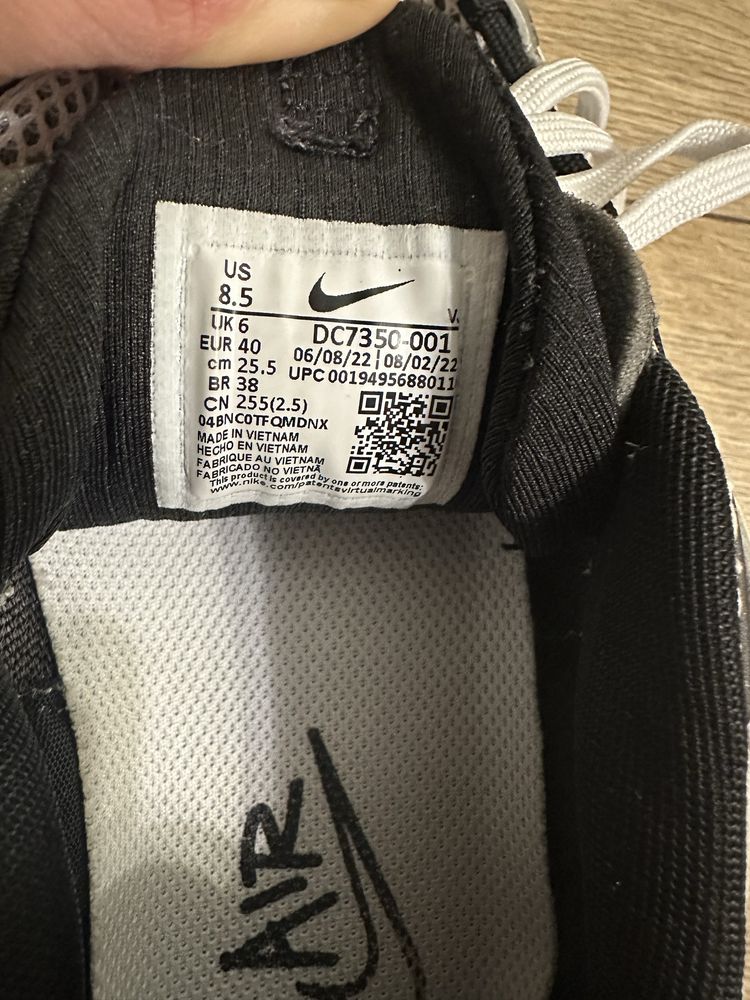 US
8.5
V.
UK 6
DC7350-001
EUR 40
06/08/22 | 08/02/22
cm 25.5
UPC 0019495688011
BR 38
CN 255(2.5)
04BNC0TFQMDNX
MADE IN VIETNAM
HECHO EN VIETNAM
FABRIQUE AU VIETNAM
FABRICADO NO VIETNÃ
This product is covered by one or more patents:
www.nike.com/patentsvirtualmarking
AIR